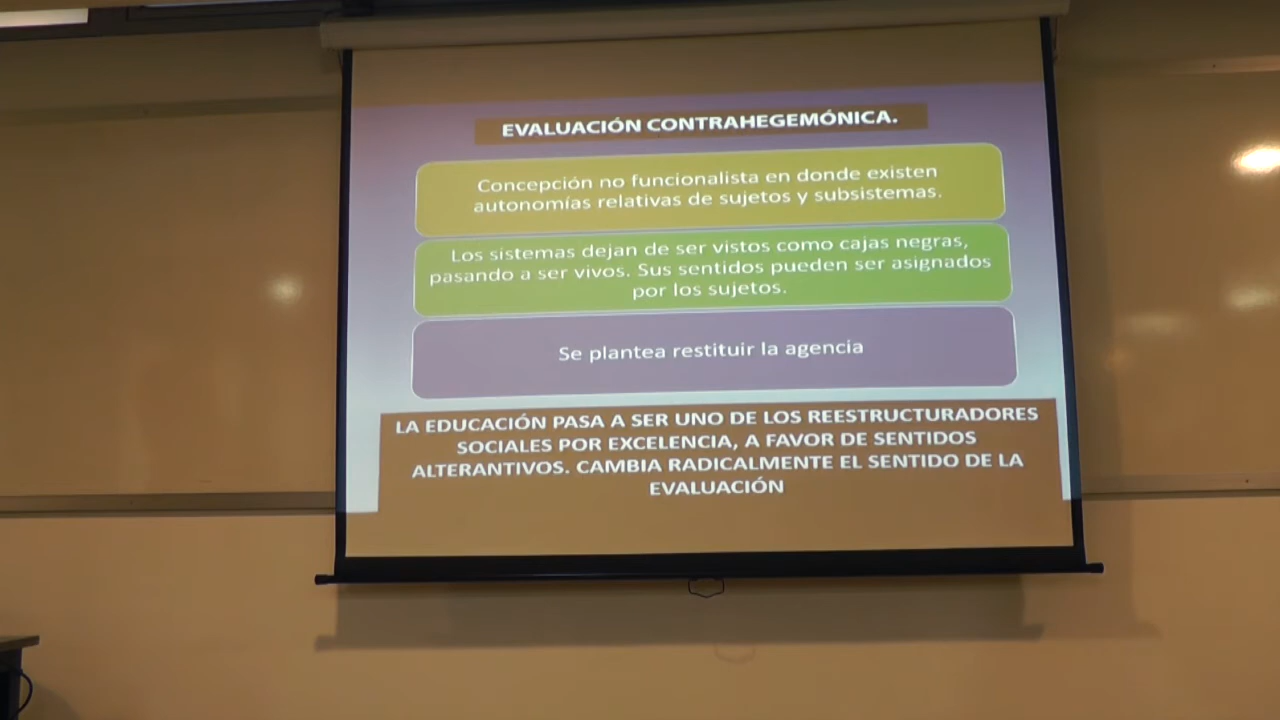 EVALUACIÓN CONTRAHEGEMÓNICA.
Concepción no funcionalista en donde existen
autonomías relativas de sujetos y subsistemas.
Los sistemas dejan de ser vistos como cajas negras,
pasando a ser vivos. Sus sentidos pueden ser asignados
por los sujetos.
Se plantea restituir la agencia
LA EDUCACIÓN PASA A SER UNO DE LOS REESTRUCTURADORES
SOCIALES POR EXCELENCIA, A FAVOR DE SENTIDOS
ALTERANTIVOS. CAMBIA RADICALMENTE EL SENTIDO DE LA
EVALUACIÓN